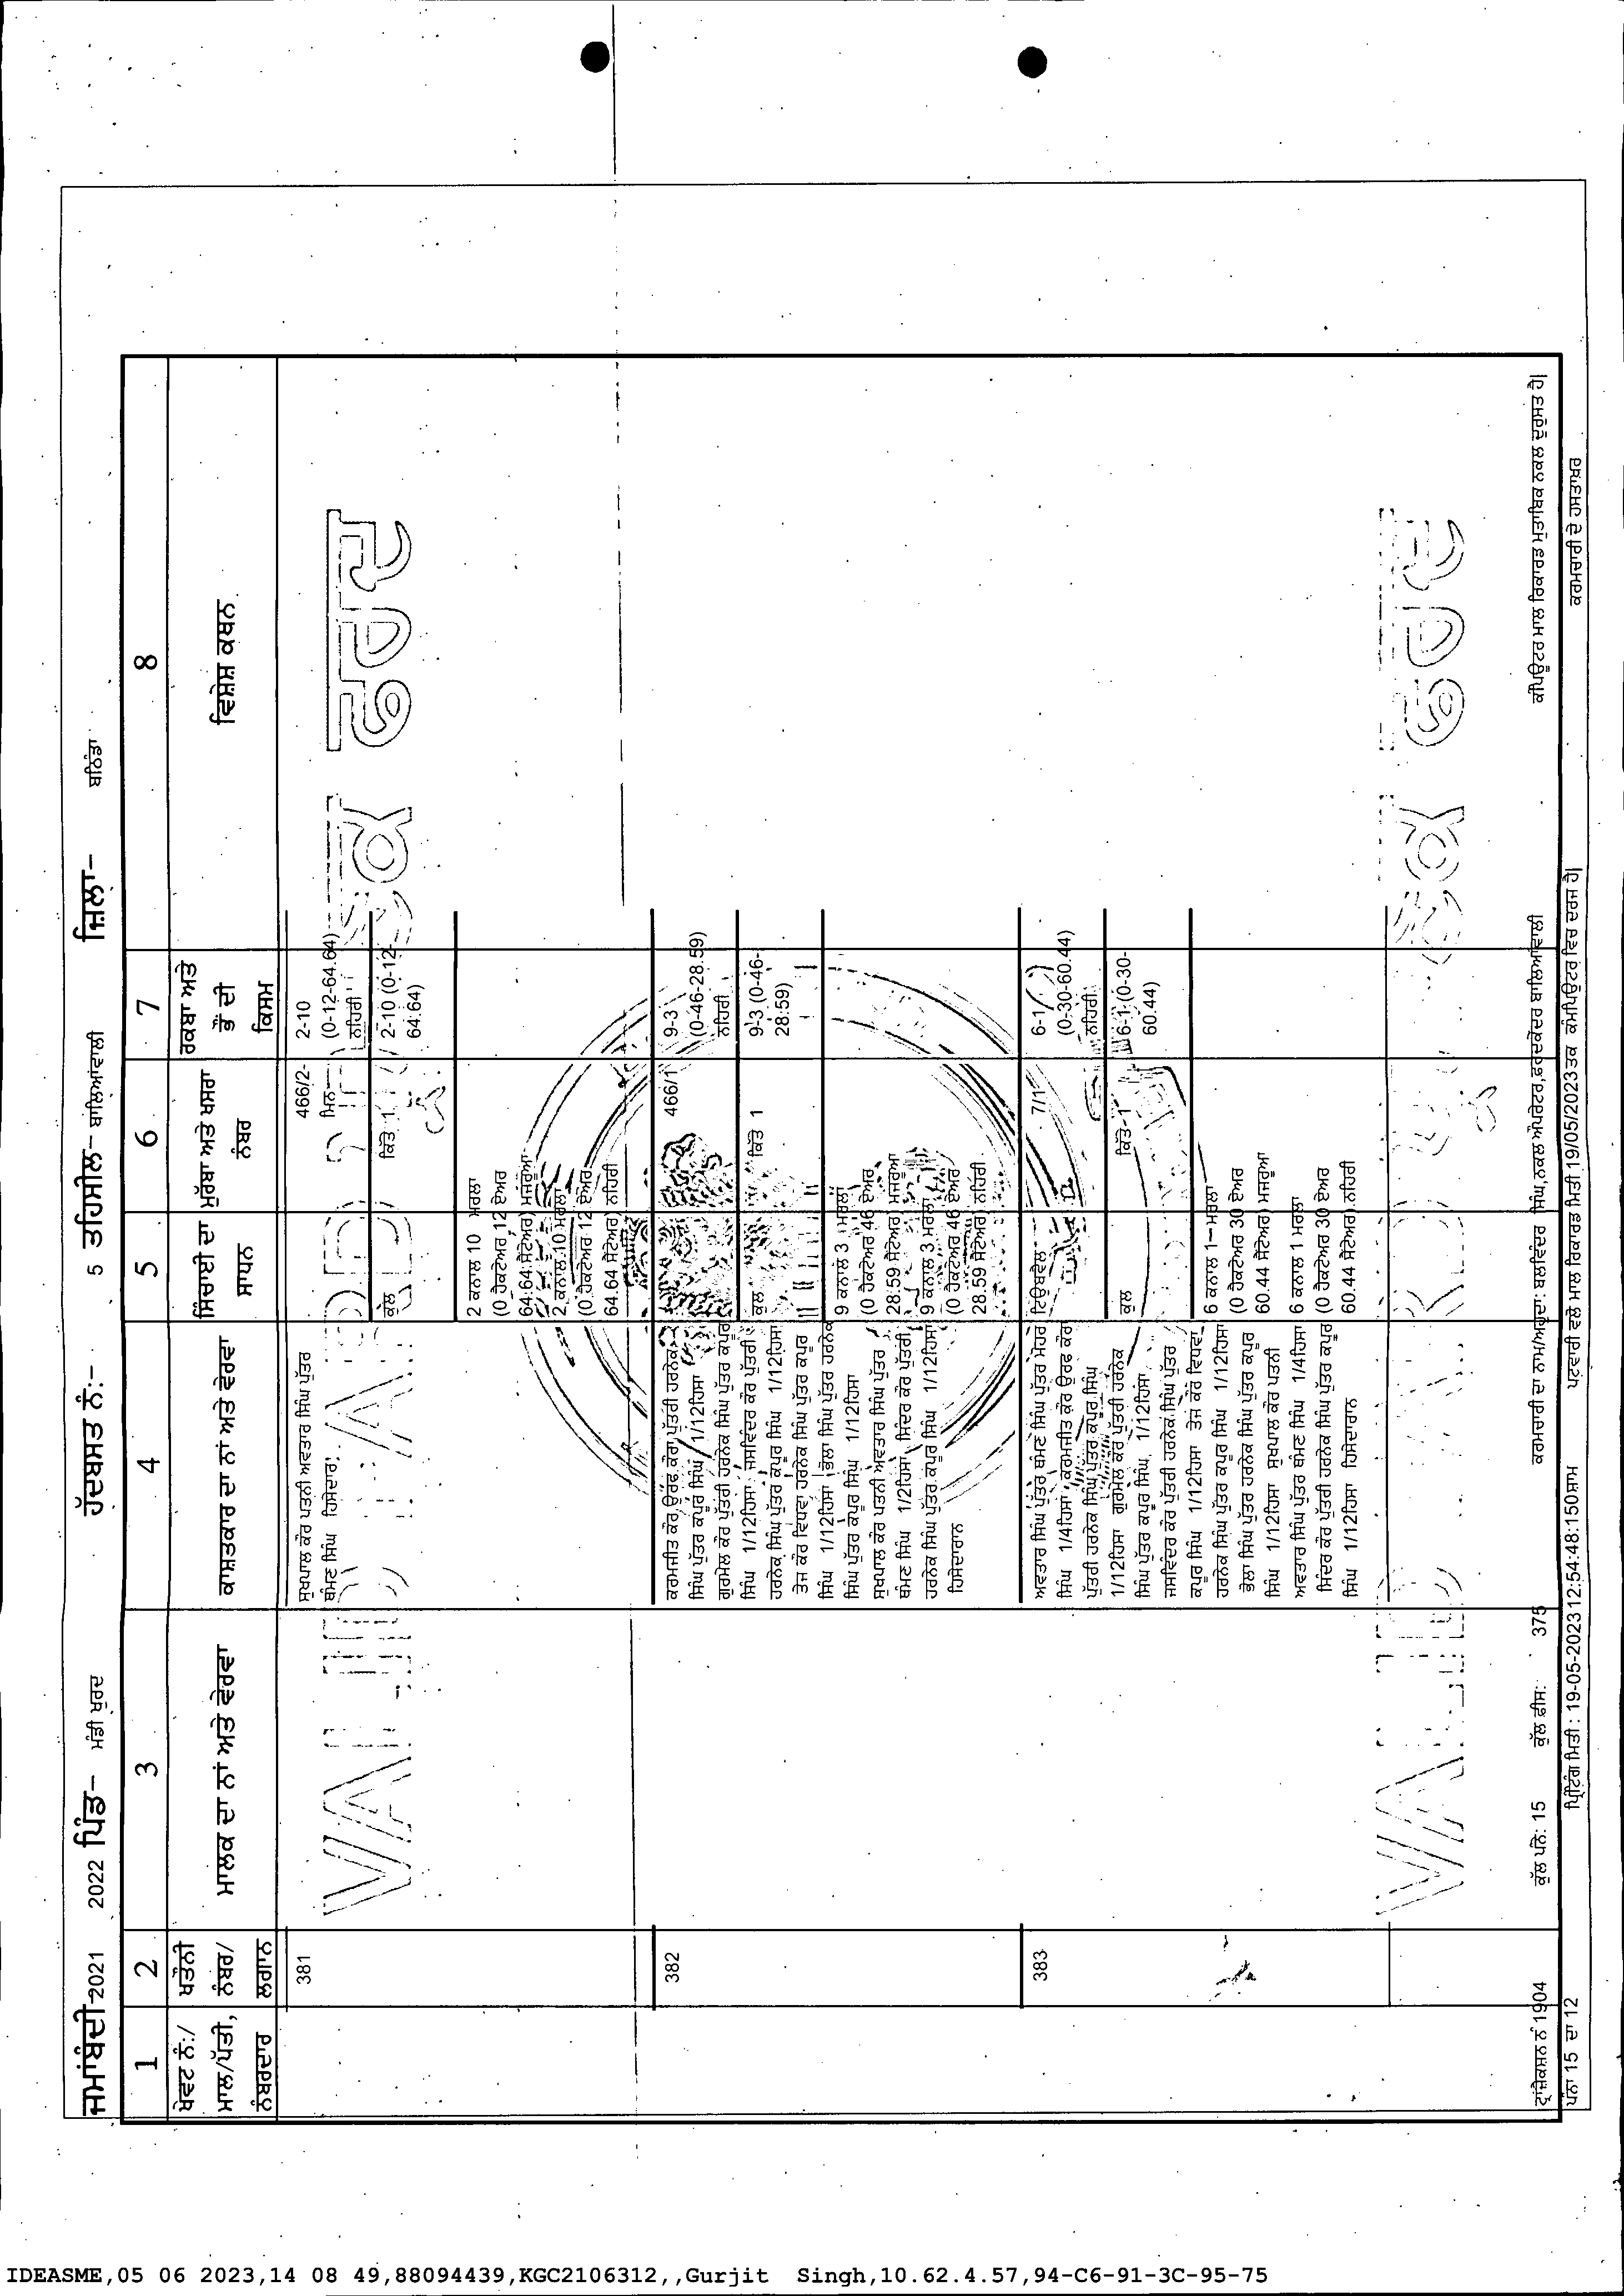 ਜਮਾਂਬੰਦੀ-2021 2022 ਪਿੰਡ- ਮੰਡੀ ਖੁਰਦ ਹੱਦਬਸਤ ਨੰ:- 5 ਤਹਿਸੀਲ- ਬਾਲਿਆਂਵਾਲੀ ਜ਼ਿਲਾ- ਬਠਿੰਡਾ
1 2 3 4 5 6 7 8
ਖੇਵਟ ਨੰ:/ ਮਾਲ/ਪੱਤੀ, ਨੰਬਰਦਾਰ
ਖਤੌਨੀ ਨੰਬਰ/ ਲਗਾਨ
ਮਾਲਕ ਦਾ ਨਾਂ ਅਤੇ ਵੇਰਵਾ
ਕਾਸ਼ਤਕਾਰ ਦਾ ਨਾਂ ਅਤੇ ਵੇਰਵਾ
ਸਿੰਚਾਈ ਦਾ ਸਾਧਨ
ਮੁਰੱਬਾ ਅਤੇ ਖਸਰਾ ਨੰਬਰ
ਰਕਬਾ ਅਤੇ ਭੌਂ ਦੀ ਕਿਸਮ
ਵਿਸ਼ੇਸ਼ ਕਥਨ
381
ਸੁਖਪਾਲ ਕੌਰ ਪਤਨੀ ਅਵਤਾਰ ਸਿੰਘ ਪੁੱਤਰ
ਬੰਸਣ ਸਿੰਘ ਹਿਸੇਦਾਰ
466/2-
ਮਿਨ
2-10
(0-12-64.64)
ਨਹਿਰੀ
ਕੁੱਲ
ਕਿੱਤੇ 1
2-10 (0-12-
64.64)
2 ਕਨਾਲ 10 ਮਰਲਾ
(0 ਹੈਕਟੇਅਰ 12 ਏਅਰ
64.64 ਸੈਂਟੇਅਰ) ਮਜਰੂਆ
2 ਕਨਾਲ 10 ਮਰਲਾ
(0 ਹੈਕਟੇਅਰ 12 ਏਅਰ
64.64 ਸੈਂਟੇਅਰ) ਨਹਿਰੀ
382
ਕਰਮਜੀਤ ਕੌਰ ਉਰਫ ਕੌਰਾ ਪੁੱਤਰੀ ਹਰਨੇਕ
ਸਿੰਘ ਪੁੱਤਰ ਕਪੂਰ ਸਿੰਘ 1/12ਹਿਸਾ
ਗੁਰਮੇਲ ਕੌਰ ਪੁੱਤਰੀ ਹਰਨੇਕ ਸਿੰਘ ਪੁੱਤਰ ਕਪੂਰ
ਸਿੰਘ 1/12ਹਿਸਾ ਜਸਵਿੰਦਰ ਕੌਰ ਪੁੱਤਰੀ
ਹਰਨੇਕ ਸਿੰਘ ਪੁੱਤਰ ਕਪੂਰ ਸਿੰਘ 1/12ਹਿਸਾ
ਤੇਜ ਕੌਰ ਵਿਧਵਾ ਹਰਨੇਕ ਸਿੰਘ ਪੁੱਤਰ ਕਪੂਰ
ਸਿੰਘ 1/12ਹਿਸਾ ਭੋਲਾ ਸਿੰਘ ਪੁੱਤਰ ਹਰਨੇਕ
ਸਿੰਘ ਪੁੱਤਰ ਕਪੂਰ ਸਿੰਘ 1/12ਹਿਸਾ
ਸੁਖਪਾਲ ਕੌਰ ਪਤਨੀ ਅਵਤਾਰ ਸਿੰਘ ਪੁੱਤਰ
ਬੰਸਣ ਸਿੰਘ 1/2ਹਿਸਾ ਸਿੰਦਰ ਕੌਰ ਪੁੱਤਰੀ
ਹਰਨੇਕ ਸਿੰਘ ਪੁੱਤਰ ਕਪੂਰ ਸਿੰਘ 1/12ਹਿਸਾ
ਹਿਸੇਦਾਰਾਨ
466/1
9-3
(0-46-28.59)
ਨਹਿਰੀ
ਕੁੱਲ
ਕਿੱਤੇ 1
9-3 (0-46-
28.59)
9 ਕਨਾਲ 3 ਮਰਲਾ
(0 ਹੈਕਟੇਅਰ 46 ਏਅਰ
28.59 ਸੈਂਟੇਅਰ) ਮਜਰੂਆ
9 ਕਨਾਲ 3 ਮਰਲਾ
(0 ਹੈਕਟੇਅਰ 46 ਏਅਰ
28.59 ਸੈਂਟੇਅਰ) ਨਹਿਰੀ
383
ਅਵਤਾਰ ਸਿੰਘ ਪੁੱਤਰ ਬੰਸਣ ਸਿੰਘ ਪੁੱਤਰ ਮੇਹਰ
ਸਿੰਘ 1/4ਹਿਸਾ ਕਰਮਜੀਤ ਕੌਰ ਉਰਫ ਕੌਰਾ
ਪੁੱਤਰੀ ਹਰਨੇਕ ਸਿੰਘ ਪੁੱਤਰ ਕਪੂਰ ਸਿੰਘ
1/12ਹਿਸਾ ਗੁਰਮੇਲ ਕੌਰ ਪੁੱਤਰੀ ਹਰਨੇਕ
ਸਿੰਘ ਪੁੱਤਰ ਕਪੂਰ ਸਿੰਘ 1/12ਹਿਸਾ
ਜਸਵਿੰਦਰ ਕੌਰ ਪੁੱਤਰੀ ਹਰਨੇਕ ਸਿੰਘ ਪੁੱਤਰ
ਕਪੂਰ ਸਿੰਘ 1/12ਹਿਸਾ ਤੇਜ ਕੌਰ ਵਿਧਵਾ
ਹਰਨੇਕ ਸਿੰਘ ਪੁੱਤਰ ਕਪੂਰ ਸਿੰਘ 1/12ਹਿਸਾ
ਭੋਲਾ ਸਿੰਘ ਪੁੱਤਰ ਹਰਨੇਕ ਸਿੰਘ ਪੁੱਤਰ ਕਪੂਰ
ਸਿੰਘ 1/12ਹਿਸਾ ਸੁਖਪਾਲ ਕੌਰ ਪਤਨੀ
ਅਵਤਾਰ ਸਿੰਘ ਪੁੱਤਰ ਬੰਸਣ ਸਿੰਘ 1/4ਹਿਸਾ
ਸਿੰਦਰ ਕੌਰ ਪੁੱਤਰੀ ਹਰਨੇਕ ਸਿੰਘ ਪੁੱਤਰ ਕਪੂਰ
ਸਿੰਘ 1/12ਹਿਸਾ ਹਿਸੇਦਾਰਾਨ
ਟਿਊਬਵੈੱਲ
7/1
6-1
(0-30-60.44)
ਨਹਿਰੀ
ਕੁੱਲ
ਕਿੱਤੇ 1
6-1 (0-30-
60.44)
6 ਕਨਾਲ 1 ਮਰਲਾ
(0 ਹੈਕਟੇਅਰ 30 ਏਅਰ
60.44 ਸੈਂਟੇਅਰ) ਮਜਰੂਆ
6 ਕਨਾਲ 1 ਮਰਲਾ
(0 ਹੈਕਟੇਅਰ 30 ਏਅਰ
60.44 ਸੈਂਟੇਅਰ) ਨਹਿਰੀ
ਟ੍ਰਾਂਜੈਕਸ਼ਨ ਨੰ 1904 ਕੁੱਲ ਪੰਨੇ: 15 ਕੁੱਲ ਫੀਸ: 375 ਕਰਮਚਾਰੀ ਦਾ ਨਾਮ/ਅਹੁਦਾ: ਬਲਵਿੰਦਰ ਸਿੰਘ,ਨਕਲ ਅੋਪਰੇਟਰ,ਫਰਦਕੇਂਦਰ ਬਾਲਿਆਂਵਾਲੀ ਕੰਪਿਊਟਰ ਮਾਲ ਰਿਕਾਰਡ ਮੁਤਾਬਿਕ ਨਕਲ ਦੁਰੁਸਤ ਹੈ|
ਪੰਨਾ 15 ਦਾ 12 ਪ੍ਰਿੰਟਿੰਗ ਮਿਤੀ : 19-05-2023 12:54:48:150ਸ਼ਾਮ ਪਟਵਾਰੀ ਵਲੋਂ ਮਾਲ ਰਿਕਾਰਡ ਮਿਤੀ 19/05/2023ਤਕ ਕੰਮਪਿਊਟਰ ਵਿਚ ਦਰਜ ਹੈ| ਕਰਮਚਾਰੀ ਦੇ ਹਸਤਾਖ਼ਰ
IDEASME,05 06 2023,14 08 49,88094439,KGC2106312,,Gurjit Singh,10.62.4.57,94-C6-91-3C-95-75